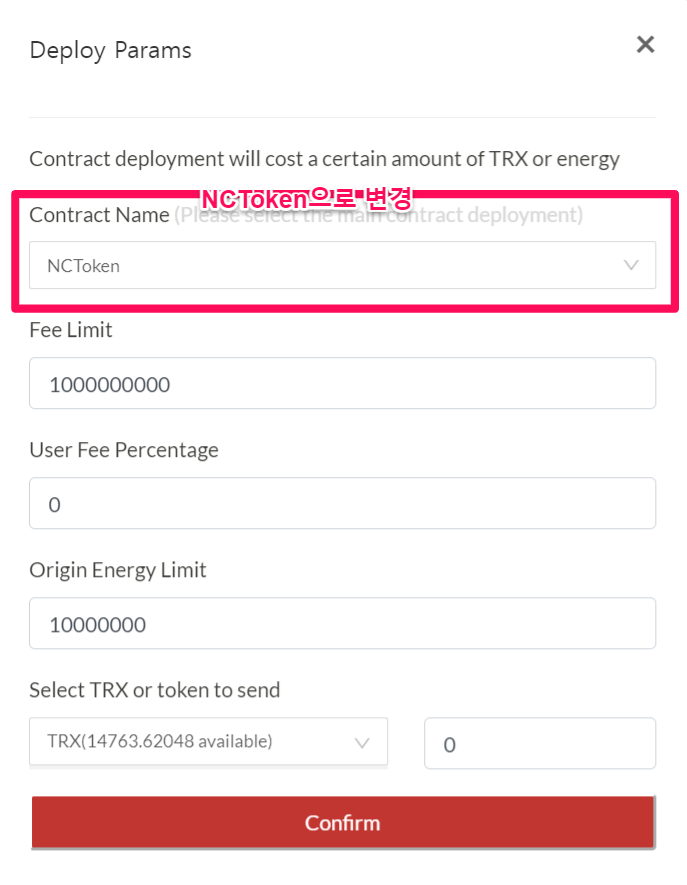 Deploy Params
Contract deployment will cost a certain amount of TRX or energy
NCToken으로 변경
Contract Name (Please select the main contract deployment)
NCToken
Fee Limit
1000000000
User Fee Percentage
0
Origin Energy Limit
10000000
Select TRX or token to send
TRX(14763.62048 available)
0
Confirm